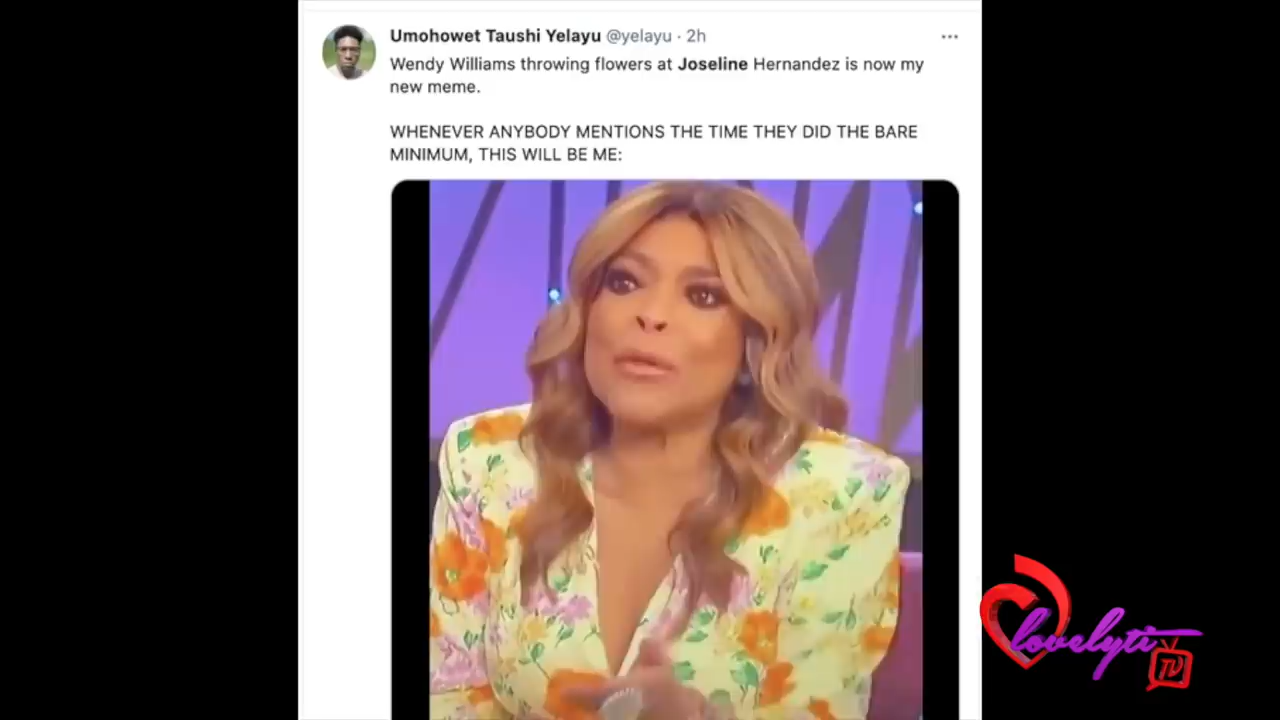 Umohowet Taushi Yelayu @yelayu · 2h
Wendy Williams throwing flowers at Joseline Hernandez is now my
new meme.
WHENEVER ANYBODY MENTIONS THE TIME THEY DID THE BARE
MINIMUM, THIS WILL BE ME:
lovelyti
TV